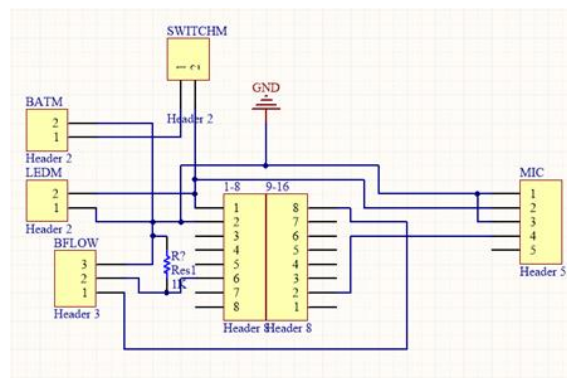 SWITCHM
1 2
Header 2
BATM
2
1
Header 2
LEDM
2
1
Header 2
BFLOW
3
2
1
Header 3
GND
R?
Res1
1K
1-8 9-16
1 8
2 7
3 6
4 5
5 4
6 3
7 2
8 1
Header 8 Header 8
MIC
1
2
3
4
5
Header 5